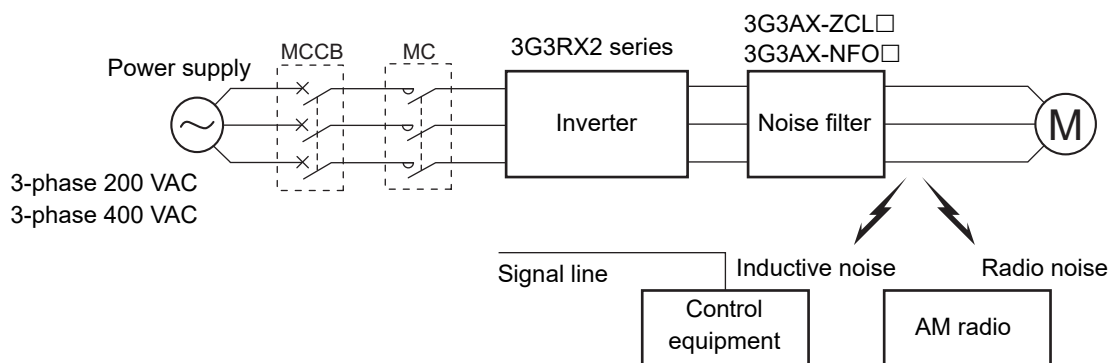 3G3AX-ZCL□
3G3RX2 series
3G3AX-NFO□
MCCB
MC
Power supply
Inverter
Noise filter
M
3-phase 200 VAC
3-phase 400 VAC
Signal line
Inductive noise
Radio noise
Control
equipment
AM radio